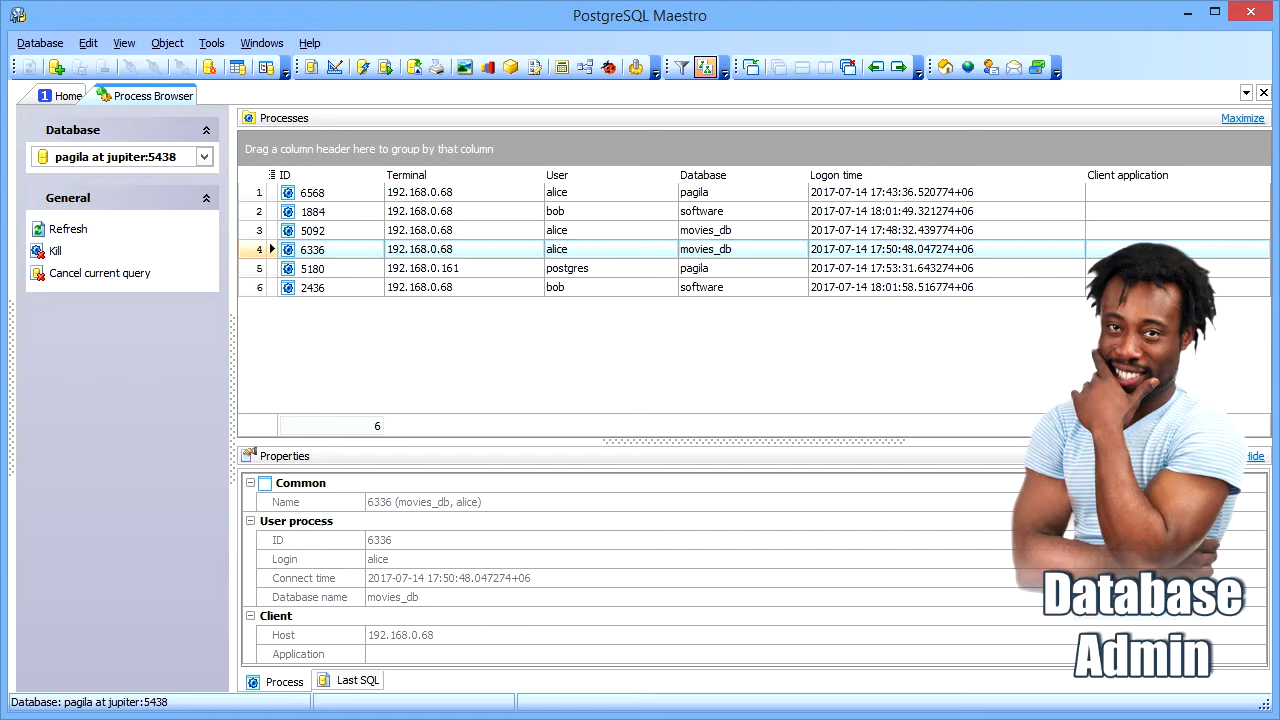 PostgreSQL Maestro
Database Edit View Object Tools Windows Help
1 Home Process Browser
Database
pagila at jupiter:5438
General
Refresh
Kill
Cancel current query
Processes Maximize
Drag a column header here to group by that column
ID Terminal User Database Logon time Client application
1 6568 192.168.0.68 alice pagila 2017-07-14 17:43:36.520774+06
2 1884 192.168.0.68 bob software 2017-07-14 18:01:49.321274+06
3 5092 192.168.0.68 alice movies_db 2017-07-14 17:48:32.439774+06
4 6336 192.168.0.68 alice movies_db 2017-07-14 17:50:48.047274+06
5 5180 192.168.0.161 postgres pagila 2017-07-14 17:53:31.643274+06
6 2436 192.168.0.68 bob software 2017-07-14 18:01:58.516774+06
6
Properties
Common
Name 6336 (movies_db, alice)
User process
ID 6336
Login alice
Connect time 2017-07-14 17:50:48.047274+06
Database name movies_db
Client
Host 192.168.0.68
Application
Process Last SQL
Database: pagila at jupiter:5438
Database
Admin